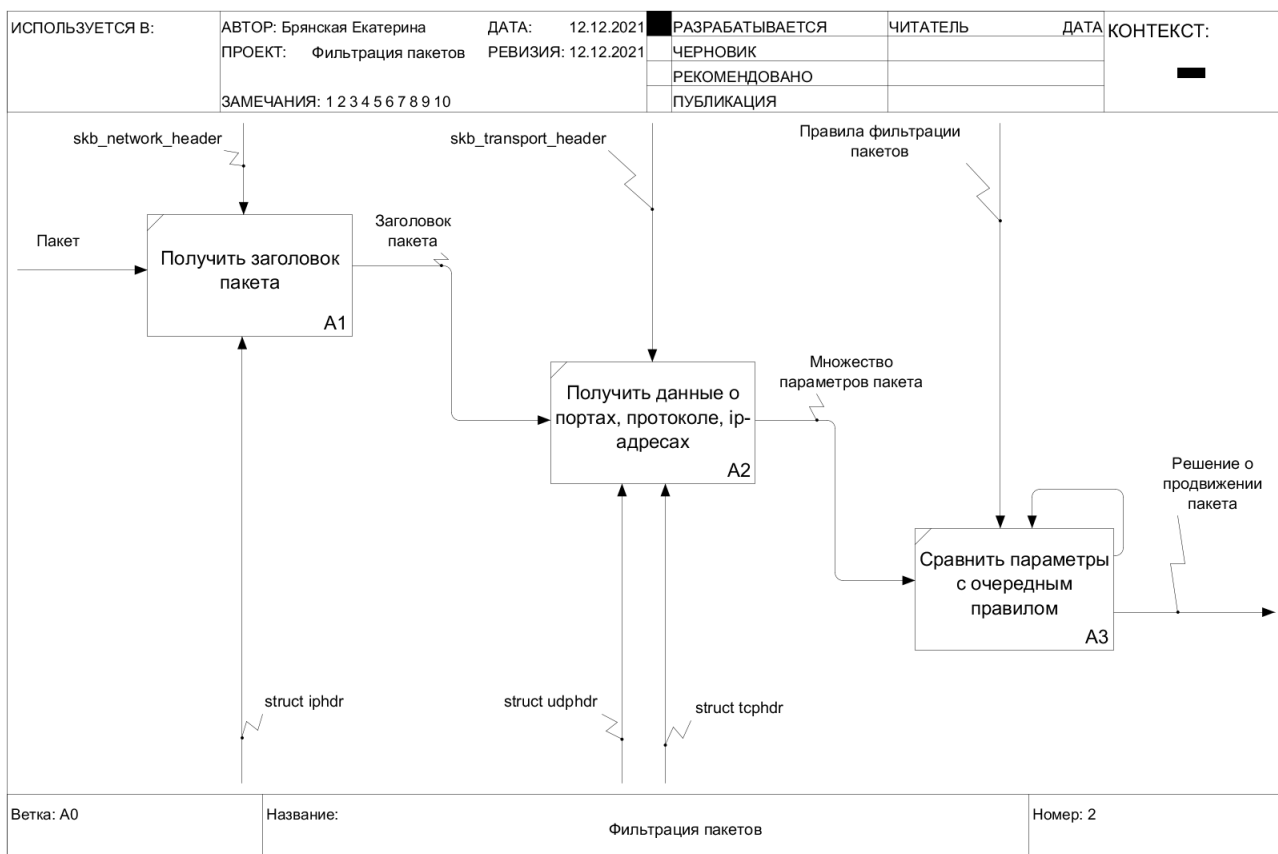 ИСПОЛЬЗУЕТСЯ В:
АВТОР: Брянская Екатерина
ДАТА: 12.12.2021
ПРОЕКТ: Фильтрация пакетов
РЕВИЗИЯ: 12.12.2021
ЗАМЕЧАНИЯ: 1 2 3 4 5 6 7 8 9 10
РАЗРАБАТЫВАЕТСЯ
ЧЕРНОВИК
РЕКОМЕНДОВАНО
ПУБЛИКАЦИЯ
ЧИТАТЕЛЬ
ДАТА
КОНТЕКСТ:
skb_network_header
skb_transport_header
Правила фильтрации
пакетов
Пакет
Получить заголовок
пакета
A1
Заголовок
пакета
Получить данные о
портах, протоколе, ip-
адресах
A2
Множество
параметров пакета
Сравнить параметры
с очередным
правилом
A3
Решение о
продвижении
пакета
struct iphdr
struct udphdr
struct tcphdr
Ветка: A0
Название:
Фильтрация пакетов
Номер: 2